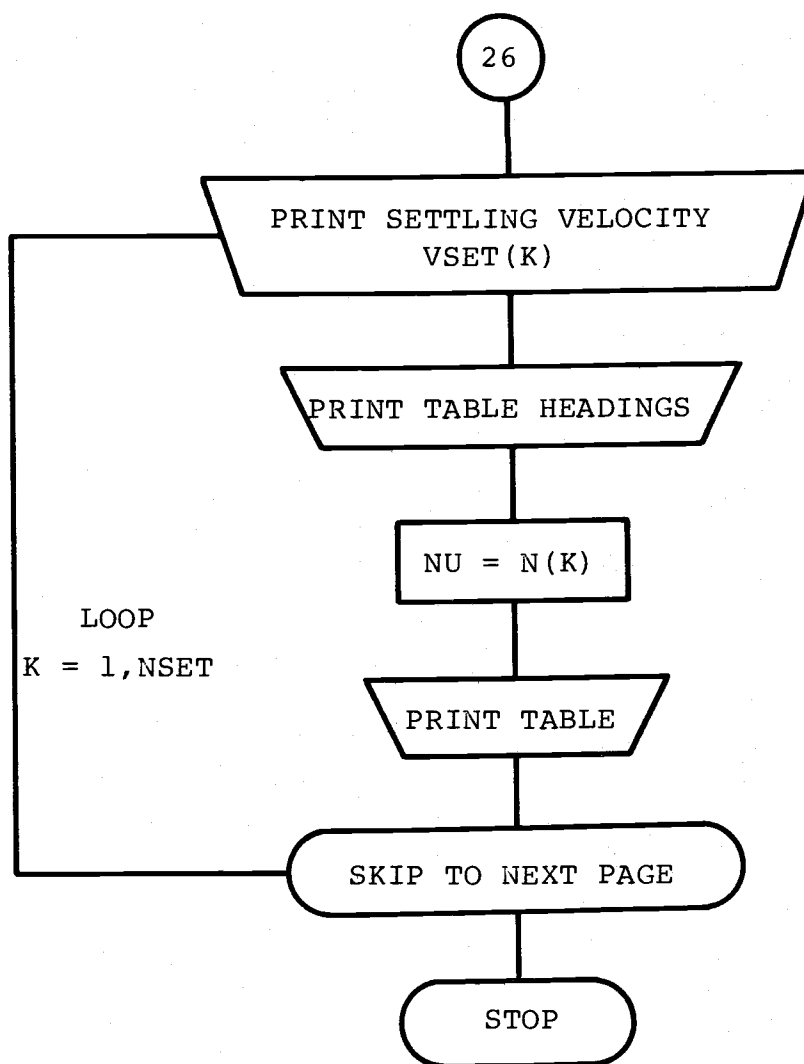 26
PRINT SETTLING VELOCITY
VSET(K)
PRINT TABLE HEADINGS
NU = N(K)
LOOP
K = 1,NSET
PRINT TABLE
SKIP TO NEXT PAGE
STOP